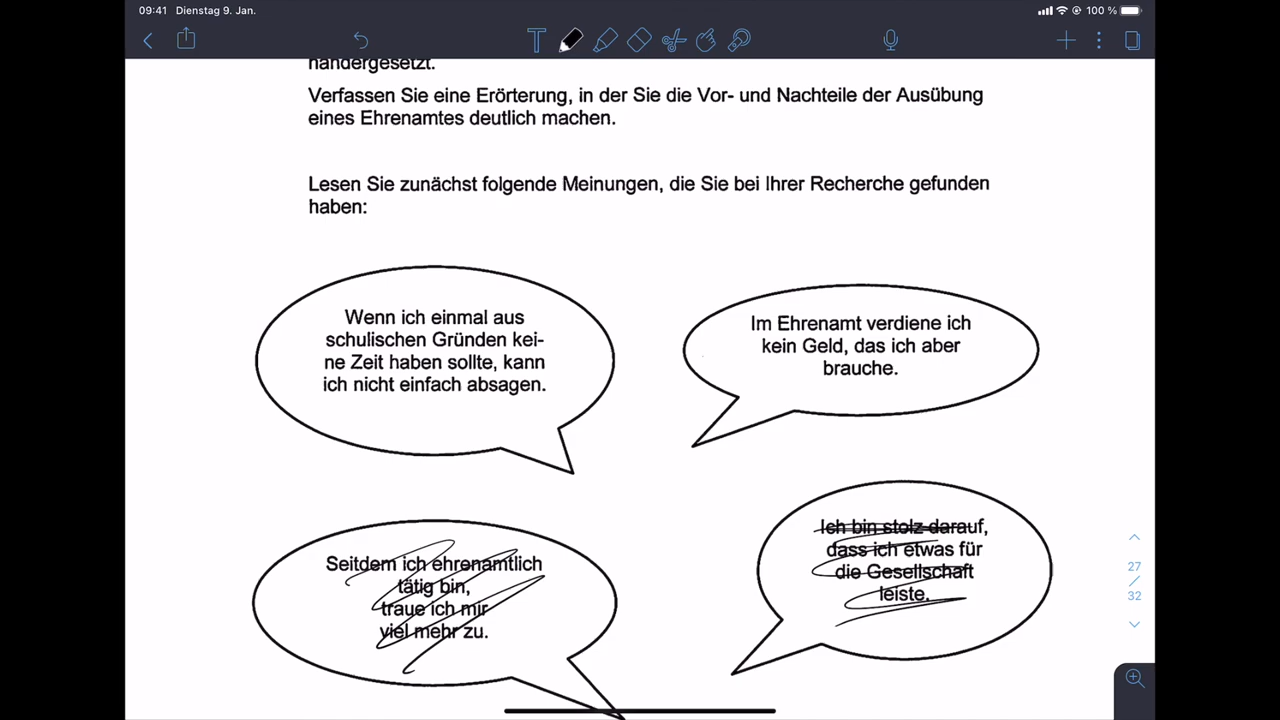 09:41 Dienstag 9. Jan.
100 %
nandergesetzt.
Verfassen Sie eine Erörterung, in der Sie die Vor- und Nachteile der Ausübung
eines Ehrenamtes deutlich machen.
Lesen Sie zunächst folgende Meinungen, die Sie bei Ihrer Recherche gefunden
haben:
Wenn ich einmal aus
schulischen Gründen kei-
ne Zeit haben sollte, kann
ich nicht einfach absagen.
Im Ehrenamt verdiene ich
kein Geld, das ich aber
brauche.
Seitdem ich ehrenamtlich
tätig bin,
traue ich mir
viel mehr zu.
Ich bin stolz darauf,
dass ich etwas für
die Gesellschaft
leiste.
27
/
32